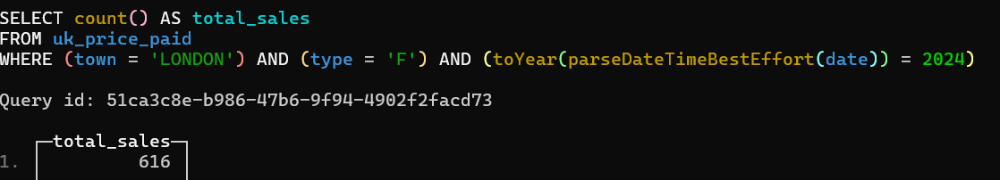 SELECT count() AS total_sales
FROM uk_price_paid
WHERE (town = 'LONDON') AND (type = 'F') AND (toYear(parseDateTimeBestEffort(date)) = 2024)
Query id: 51ca3c8e-b986-47b6-9f94-4902f2facd73
total_sales
1. 616